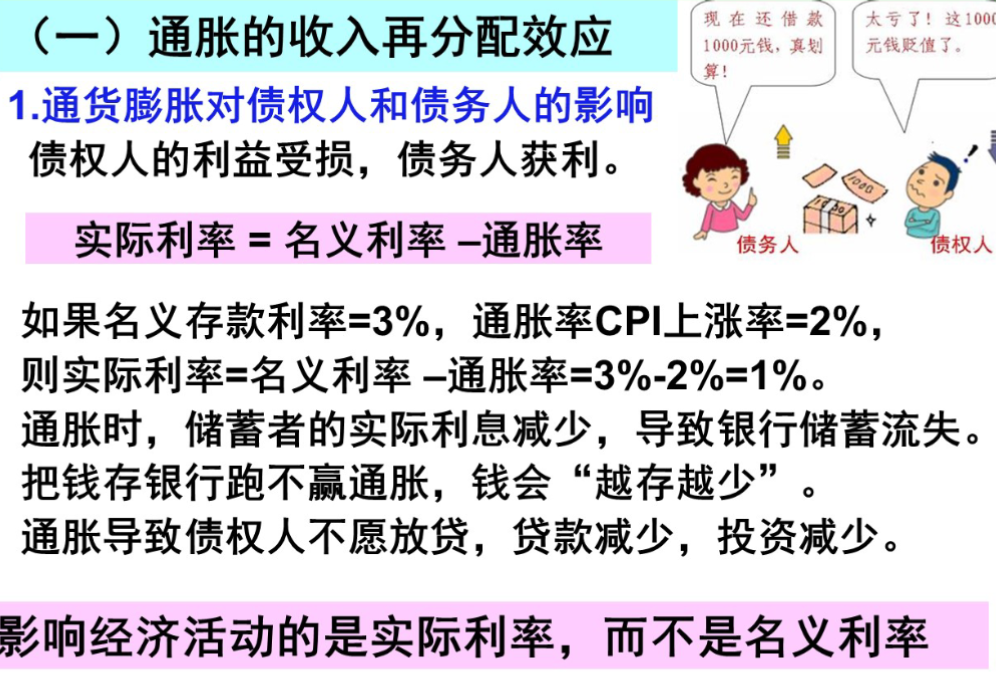 （一）通胀的收入再分配效应
现在还借款
1000元钱，真划
算！
太亏了！这1000
元钱贬值了。
1.通货膨胀对债权人和债务人的影响
债权人的利益受损，债务人获利。
1000
债务人
债权人
实际利率 = 名义利率 –通胀率
如果名义存款利率=3%，通胀率CPI上涨率=2%，
则实际利率=名义利率 –通胀率=3%-2%=1%。
通胀时，储蓄者的实际利息减少，导致银行储蓄流失。
把钱存银行跑不赢通胀，钱会“越存越少”。
通胀导致债权人不愿放贷，贷款减少，投资减少。
影响经济活动的是实际利率，而不是名义利率